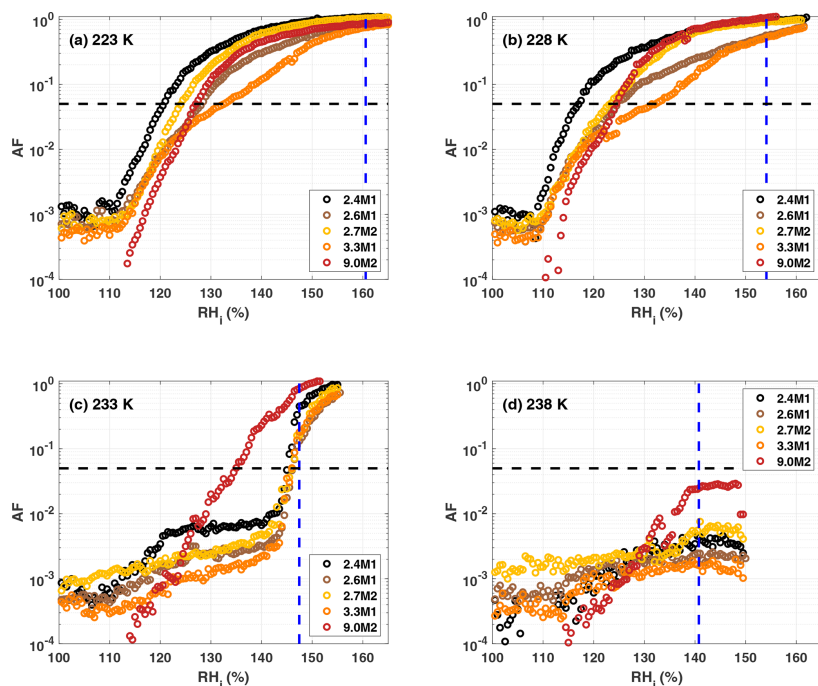 (a) 223 K
AF
10^0
10^-1
10^-2
10^-3
10^-4
2.4M1
2.6M1
2.7M2
3.3M1
9.0M2
100 110 120 130 140 150 160
RH_i (%)
(b) 228 K
AF
10^0
10^-1
10^-2
10^-3
10^-4
2.4M1
2.6M1
2.7M2
3.3M1
9.0M2
100 110 120 130 140 150 160
RH_i (%)
(c) 233 K
AF
10^0
10^-1
10^-2
10^-3
10^-4
2.4M1
2.6M1
2.7M2
3.3M1
9.0M2
100 110 120 130 140 150 160
RH_i (%)
(d) 238 K
AF
10^0
10^-1
10^-2
10^-3
10^-4
2.4M1
2.6M1
2.7M2
3.3M1
9.0M2
100 110 120 130 140 150 160
RH_i (%)